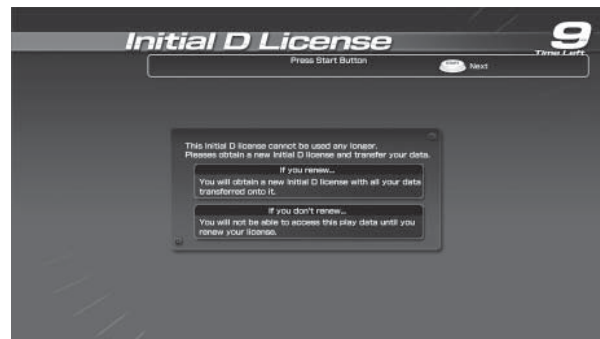 Initial D License
9
Time Left
Press Start Button
START
Next
This Initial D license cannot be used any longer.
Pleases obtain a new Initial D license and transfer your data.
If you renew...
You will obtain a new Initial D license with all your data
transferred onto it.
If you don't renew...
You will not be able to access this play data until you
renew your license.